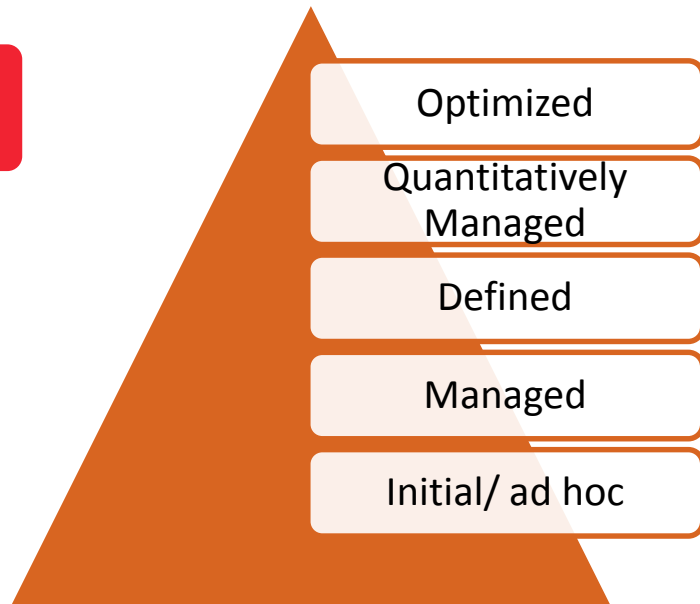 Optimized
Quantitatively
Managed
Defined
Managed
Initial/ ad hoc